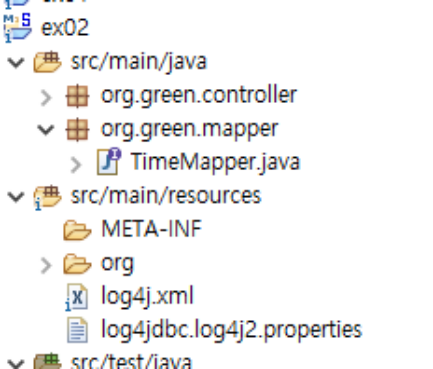 ex02
src/main/java
org.green.controller
org.green.mapper
TimeMapper.java
src/main/resources
META-INF
org
log4j.xml
log4jdbc.log4j2.properties
src/test/java